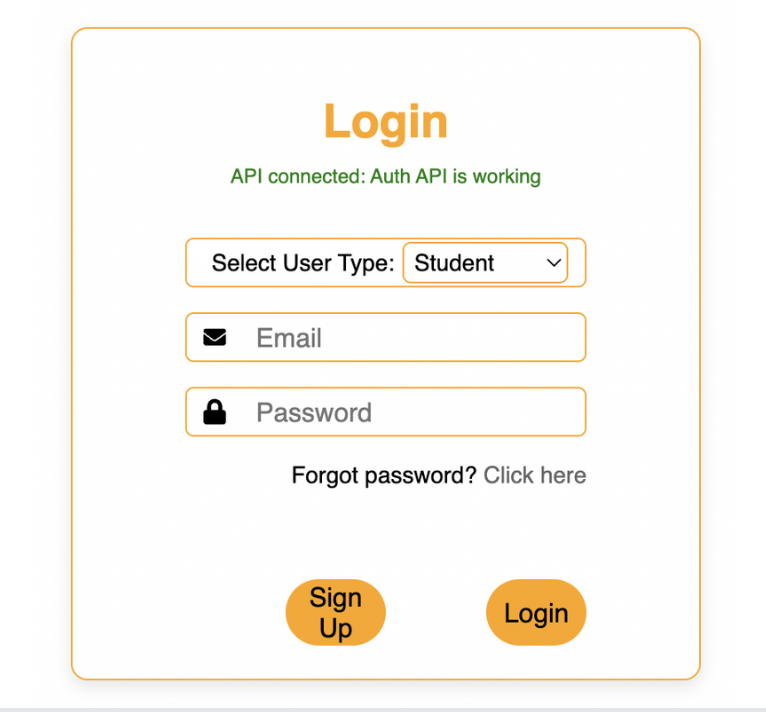 Login
API connected: Auth API is working
Select User Type: Student
Email
Password
Forgot password? Click here
Sign
Up
Login